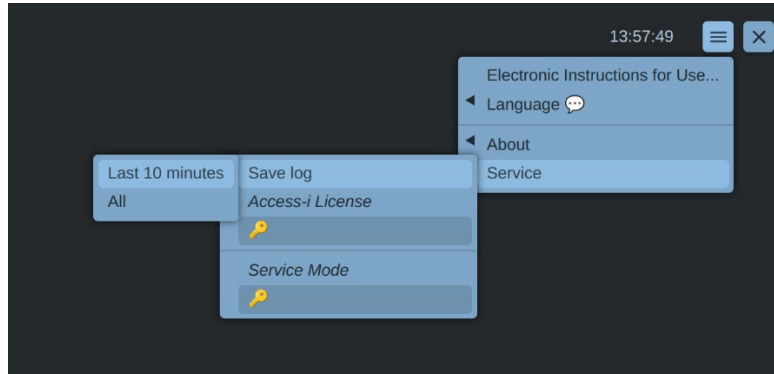 13:57:49
Electronic Instructions for Use...
Language
About
Service
Save log
Access-i License
Service Mode
Last 10 minutes
All